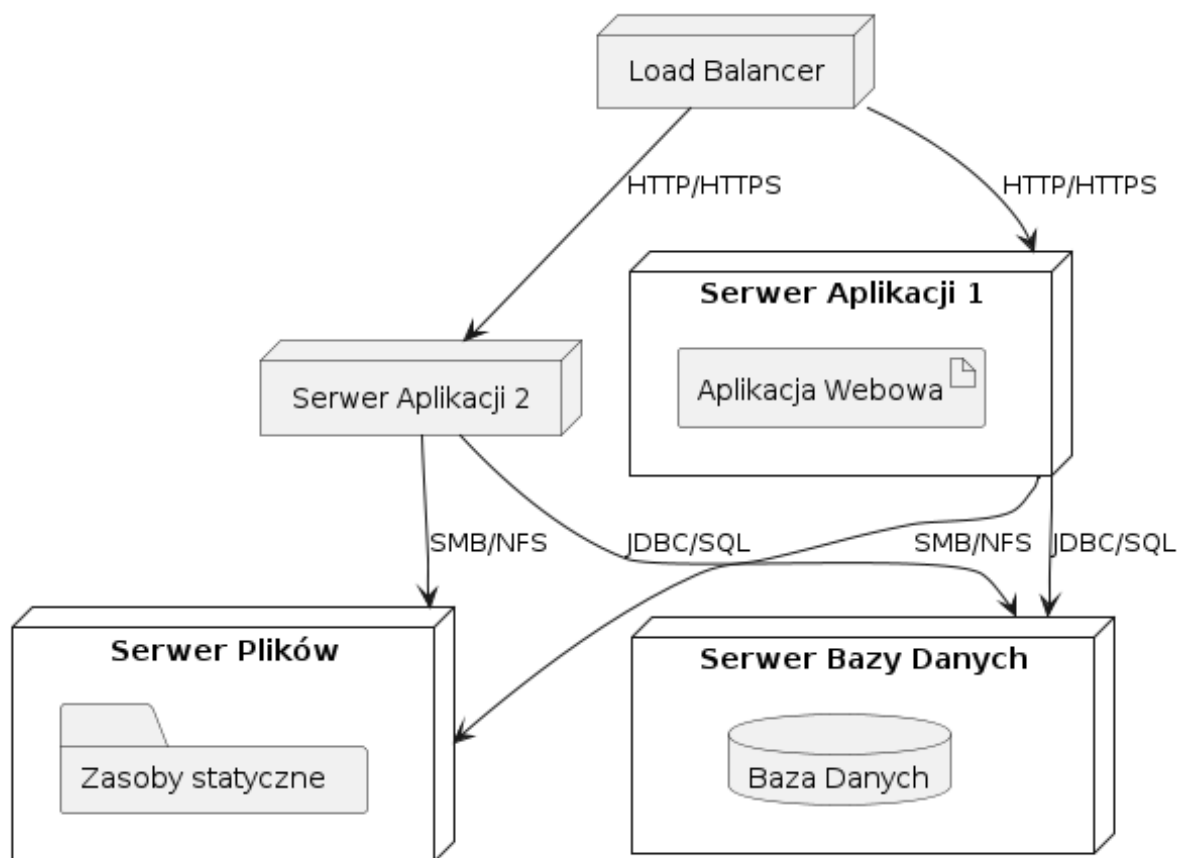 Load Balancer
HTTP/HTTPS
HTTP/HTTPS
Serwer Aplikacji 1
Aplikacja Webowa
Serwer Aplikacji 2
SMB/NFS
JDBC/SQL
SMB/NFS
JDBC/SQL
Serwer Plików
Zasoby statyczne
Serwer Bazy Danych
Baza Danych